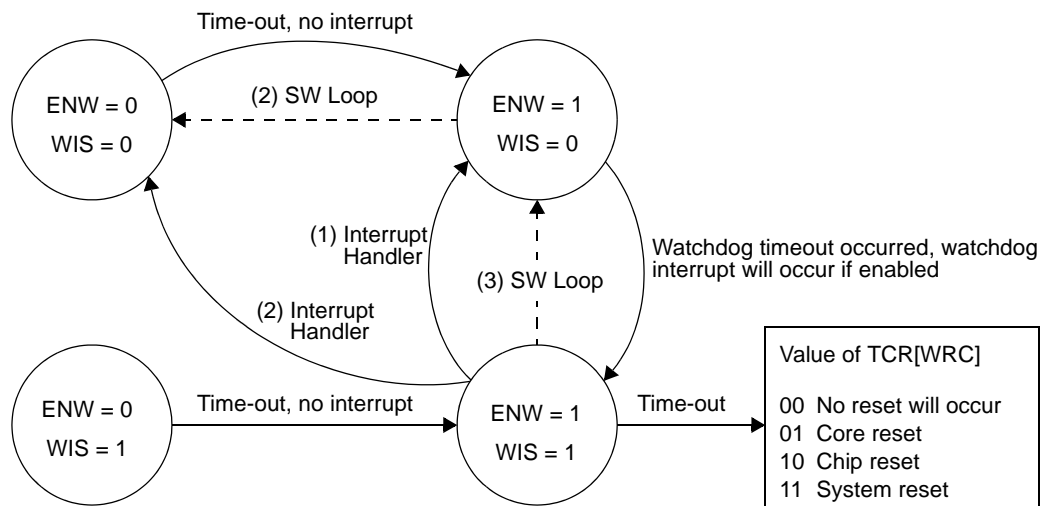 Time-out, no interrupt
ENW = 0
WIS = 0
(2) SW Loop
ENW = 1
WIS = 0
(1) Interrupt
Handler
Watchdog timeout occurred, watchdog
interrupt will occur if enabled
(3) SW Loop
(2) Interrupt
Handler
ENW = 0
WIS = 1
Time-out, no interrupt
ENW = 1
WIS = 1
Time-out
Value of TCR[WRC]
00 No reset will occur
01 Core reset
10 Chip reset
11 System reset